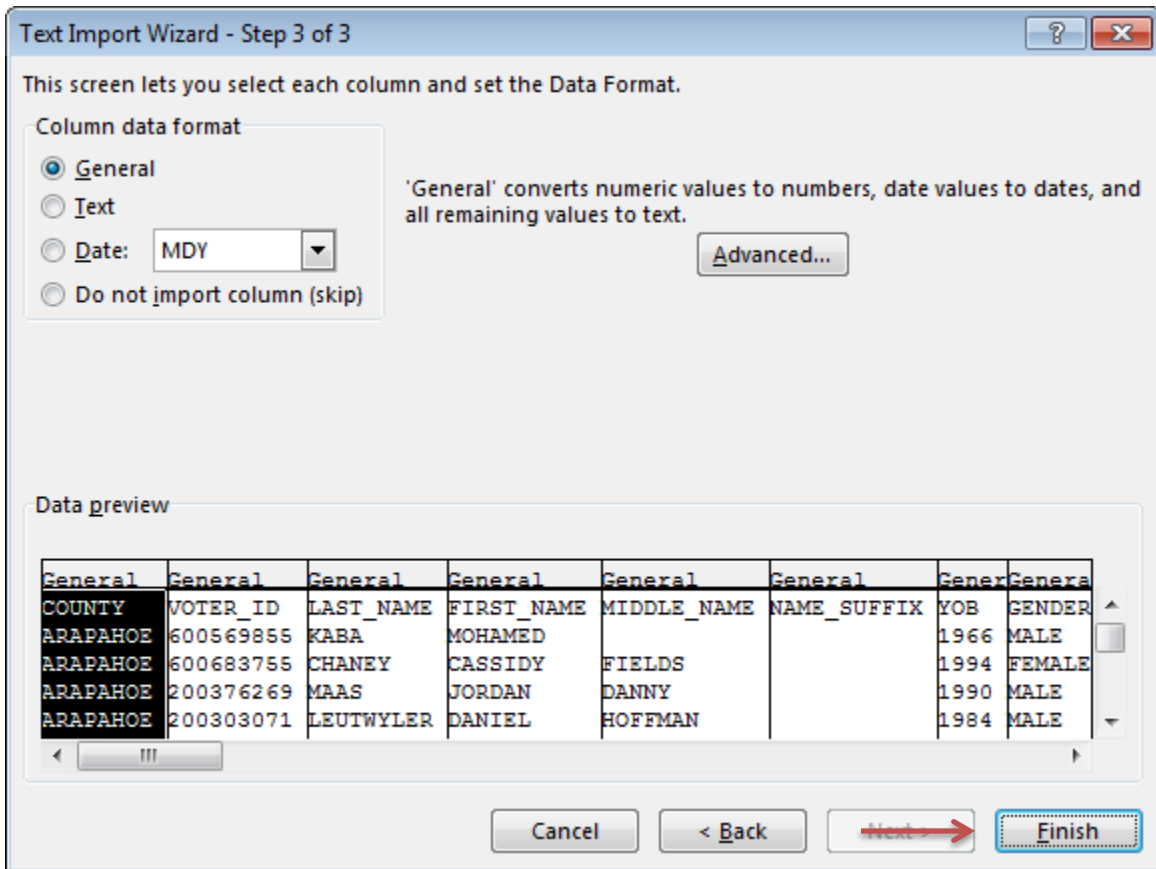 Text Import Wizard - Step 3 of 3
This screen lets you select each column and set the Data Format.
Column data format
General
Text
Date: MDY
Do not import column (skip)
'General' converts numeric values to numbers, date values to dates, and
all remaining values to text.
Advanced...
Data preview
General General General General General General Gener Genera
COUNTY VOTER_ID LAST_NAME FIRST_NAME MIDDLE_NAME NAME_SUFFIX YOB GENDER
ARAPAHOE 600569855 KABA MOHAMED 1966 MALE
ARAPAHOE 600683755 CHANEY CASSIDY FIELDS 1994 FEMALE
ARAPAHOE 200376269 MAAS JORDAN DANNY 1990 MALE
ARAPAHOE 200303071 LEUTWYLER DANIEL HOFFMAN 1984 MALE
Cancel < Back Next > Finish